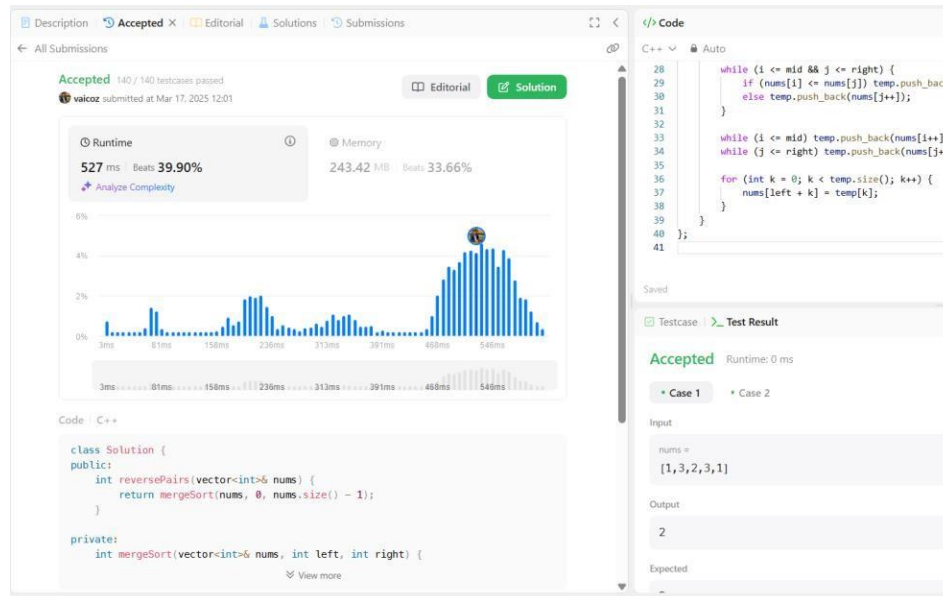 Description Accepted × Editorial Solutions Submissions
← All Submissions
Accepted 140 / 140 testcases passed
vaicoz submitted at Mar 17, 2025 12:01
Editorial Solution
Runtime
527 ms Beats 39.90%
Analyze Complexity
Memory
243.42 MB Beats 33.66%
6%
4%
2%
0%
3ms 81ms 158ms 236ms 313ms 391ms 468ms 546ms
3ms 81ms 158ms 236ms 313ms 391ms 468ms 546ms
Code C++
class Solution {
public:
int reversePairs(vector<int>& nums) {
return mergeSort(nums, 0, nums.size() - 1);
}
private:
int mergeSort(vector<int>& nums, int left, int right) {
View more
</> Code
C++ Auto
28 while (i <= mid && j <= right) {
29 if (nums[i] <= nums[j]) temp.push_bac
30 else temp.push_back(nums[j++]);
31 }
32
33 while (i <= mid) temp.push_back(nums[i++]
34 while (j <= right) temp.push_back(nums[j+
35
36 for (int k = 0; k < temp.size(); k++) {
37 nums[left + k] = temp[k];
38 }
39 }
40 };
41
Saved
Testcase >_ Test Result
Accepted Runtime: 0 ms
• Case 1 • Case 2
Input
nums =
[1,3,2,3,1]
Output
2
Expected